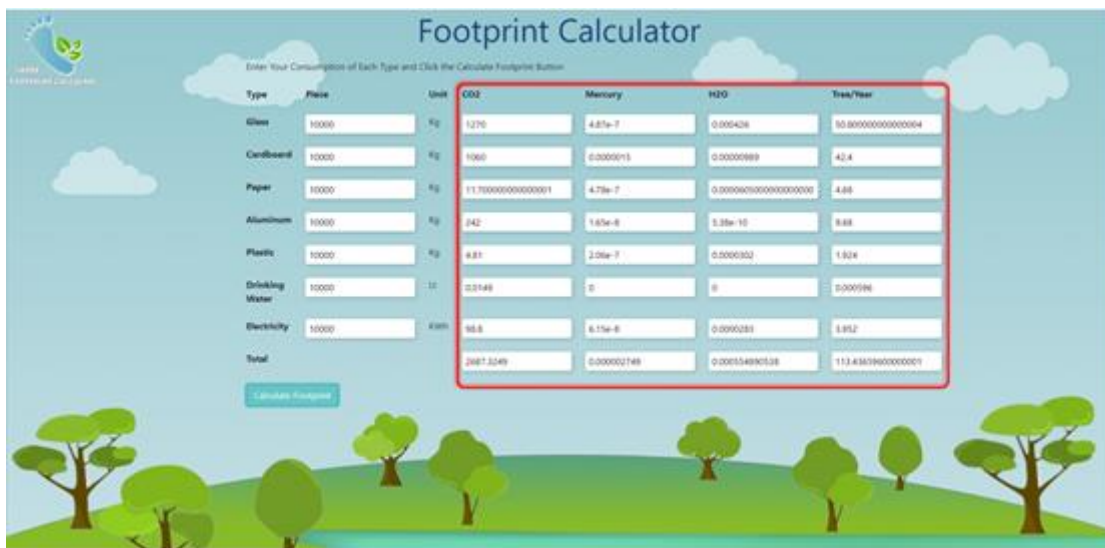 Footprint Calculator
Enter Your Consumption of Each Type and Click the Calculate Footprint Button
Type Piece Unit CO2 Mercury H2O Tree/Year
Glass 10000 Kg 1270 4.87e-7 0.000426 50.800000000000004
Cardboard 10000 Kg 1060 0.0000015 0.00000989 42.4
Paper 10000 Kg 11.700000000000001 4.78e-7 4.68
Aluminum 10000 Kg 242 1.65e-8 5.38e-10 9.68
Plastic 10000 Kg 4.81 2.06e-7 0.0000302 1.924
Drinking Water 10000 Lt 0.0149 0 0 0.000596
Electricity 10000 KWh 98.8 6.15e-8 0.0000283 3.952
Total 2687.3249 0.000002749 0.000554890538 113.43659600000001
Calculate Footprint